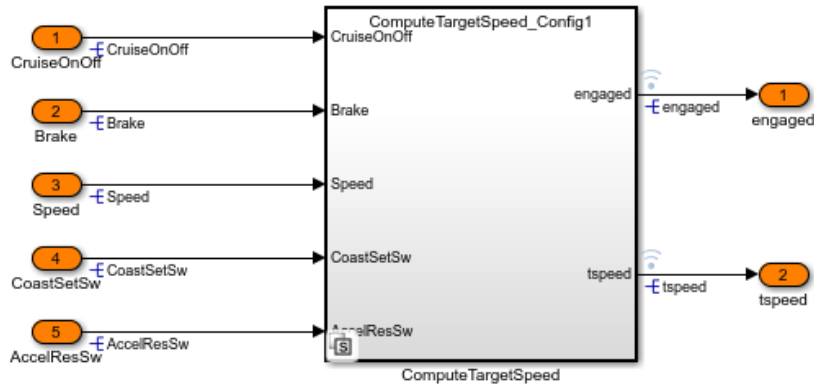 ComputeTargetSpeed_Config1
1
CruiseOnOff
CruiseOnOff
CruiseOnOff
2
Brake
Brake
Brake
3
Speed
Speed
Speed
4
CoastSetSw
CoastSetSw
CoastSetSw
5
AccelResSw
AccelResSw
AccelResSw
S
engaged
engaged
1
engaged
tspeed
tspeed
2
tspeed
ComputeTargetSpeed